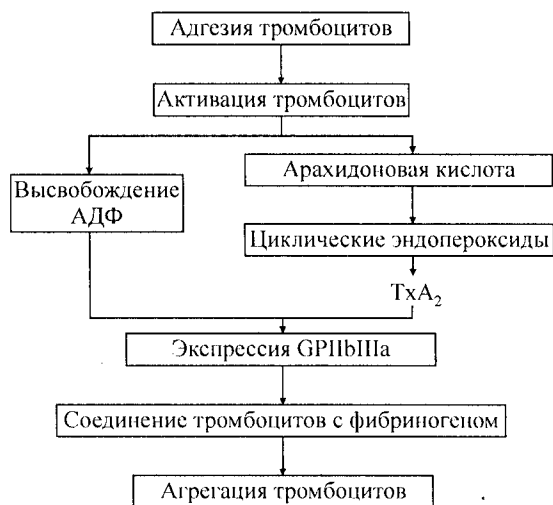 Адгезия тромбоцитов
Активация тромбоцитов
Высвобождение
АДФ
Арахидоновая кислота
Циклические эндопероксиды
TxA₂
Экспрессия GPIIbIIIa
Соединение тромбоцитов с фибриногеном
Агрегация тромбоцитов